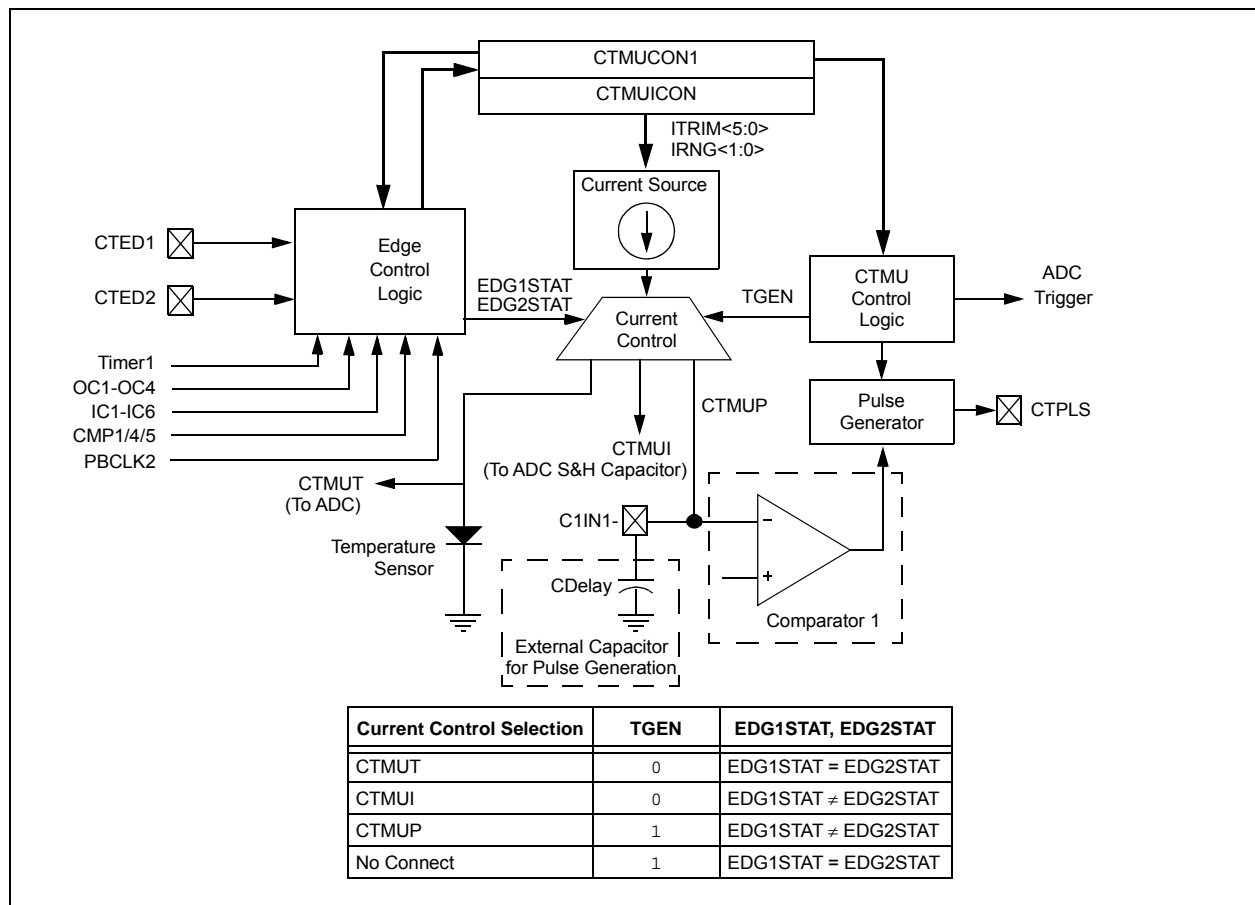 CTMUCON1
CTMUICON
ITRIM<5:0>
IRNG<1:0>
Current Source
CTED1
CTED2
Edge
Control
Logic
EDG1STAT
EDG2STAT
Current
Control
TGEN
CTMU
Control
Logic
ADC
Trigger
Timer1
OC1-OC4
IC1-IC6
CMP1/4/5
PBCLK2
CTMUP
Pulse
Generator
CTPLS
CTMUT
(To ADC)
CTMUI
(To ADC S&H Capacitor)
C1IN1-
–
+
Temperature
Sensor
CDelay
Comparator 1
External Capacitor
for Pulse Generation
Current Control Selection TGEN EDG1STAT, EDG2STAT
CTMUT 0 EDG1STAT = EDG2STAT
CTMUI 0 EDG1STAT ≠ EDG2STAT
CTMUP 1 EDG1STAT ≠ EDG2STAT
No Connect 1 EDG1STAT = EDG2STAT